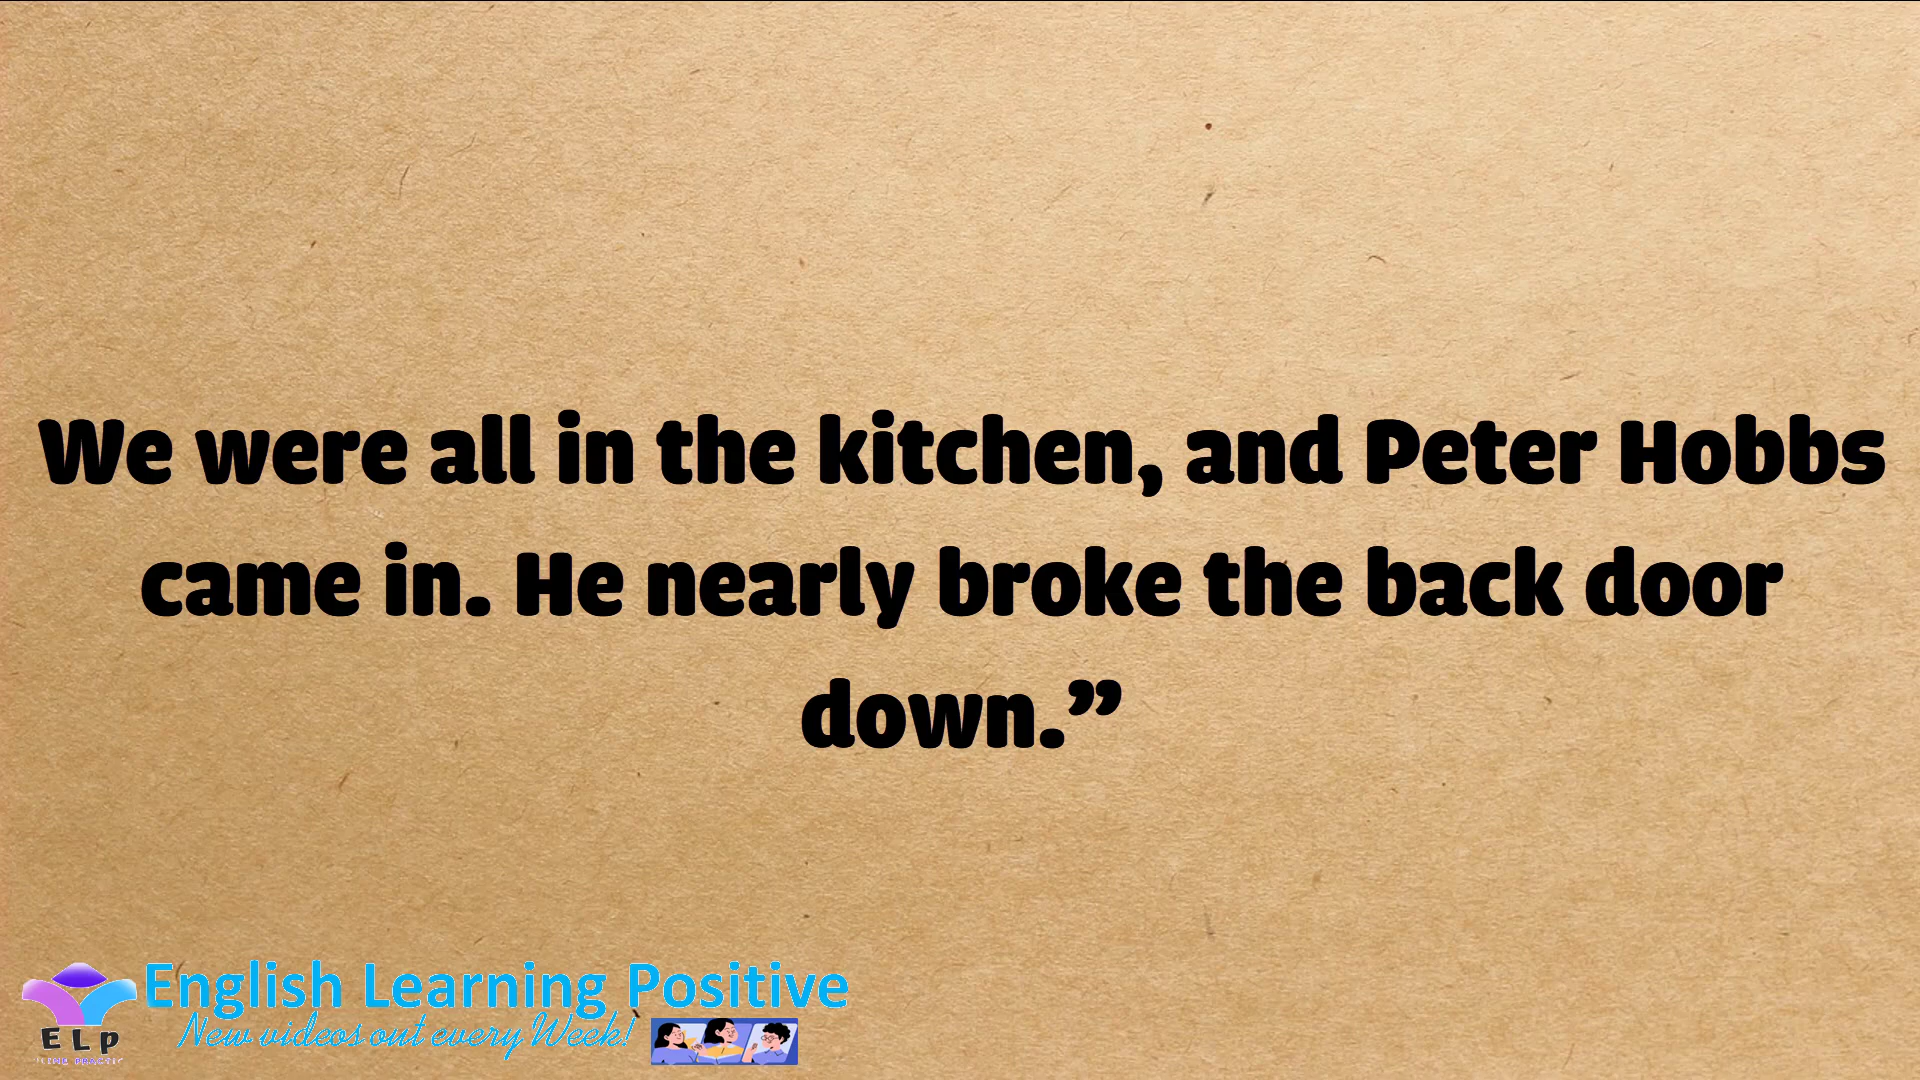 We were all in the kitchen, and Peter Hobbs
came in. He nearly broke the back door
down.”
English Learning Positive
New videos out every Week!
ELP